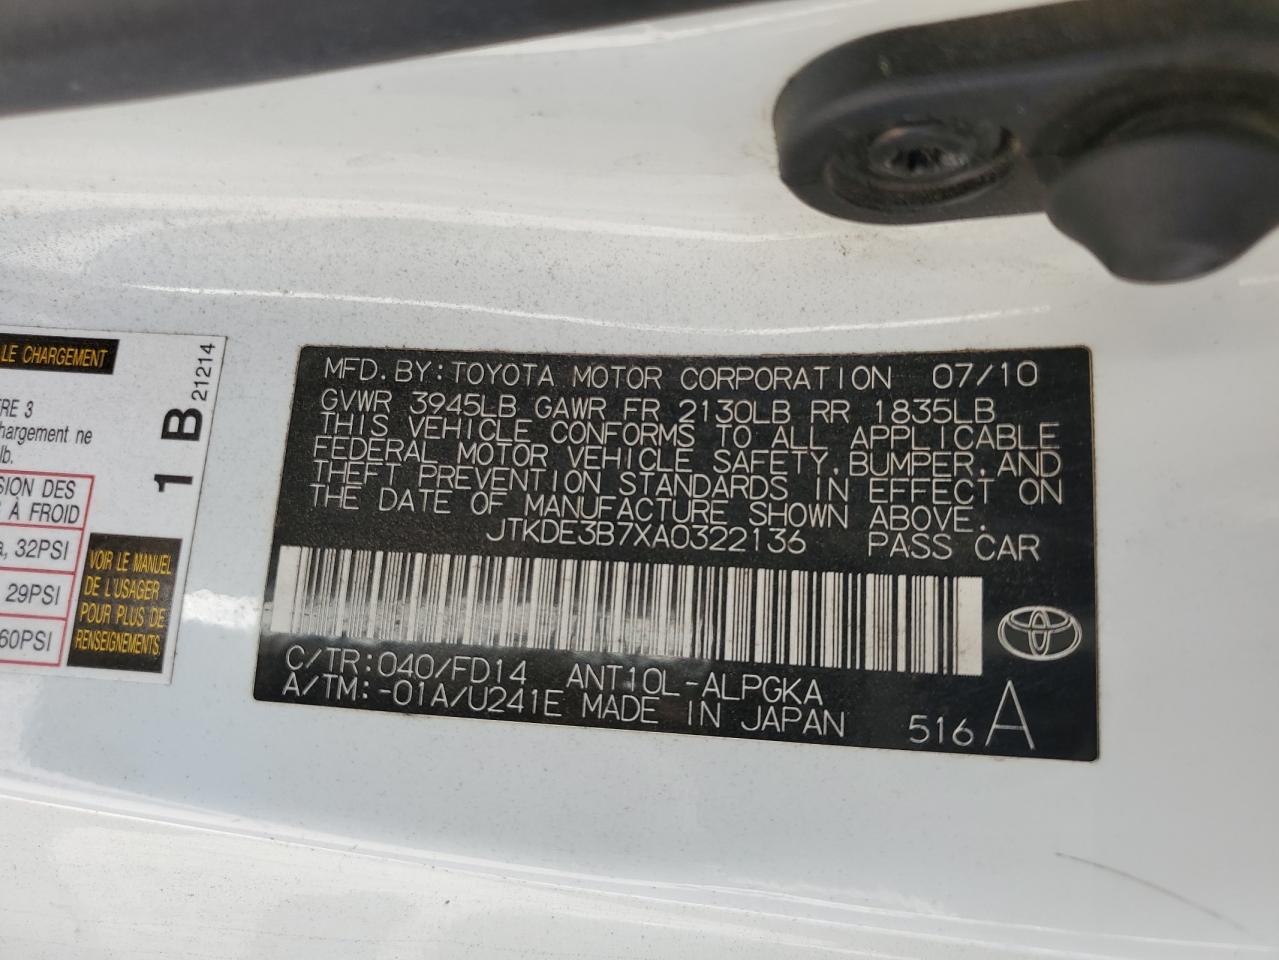 LE CHARGEMENT
TRE 3
hargement ne
lb.
SION DES
S À FROID
a, 32PSI
29PSI
60PSI
VOIR LE MANUEL
DE L'USAGER
POUR PLUS DE
RENSEIGNEMENTS.
1 B 21214
MFD. BY: TOYOTA MOTOR CORPORATION 07/10
GVWR 3945LB GAWR FR 2130LB RR 1835LB
THIS VEHICLE CONFORMS TO ALL APPLICABLE
FEDERAL MOTOR VEHICLE SAFETY, BUMPER, AND
THEFT PREVENTION STANDARDS IN EFFECT ON
THE DATE OF MANUFACTURE SHOWN ABOVE.
JTKDE3B7XA0322136 PASS CAR
C/TR: 040/FD14 ANT10L-ALPGKA
A/TM: -01A/U241E MADE IN JAPAN 516 A